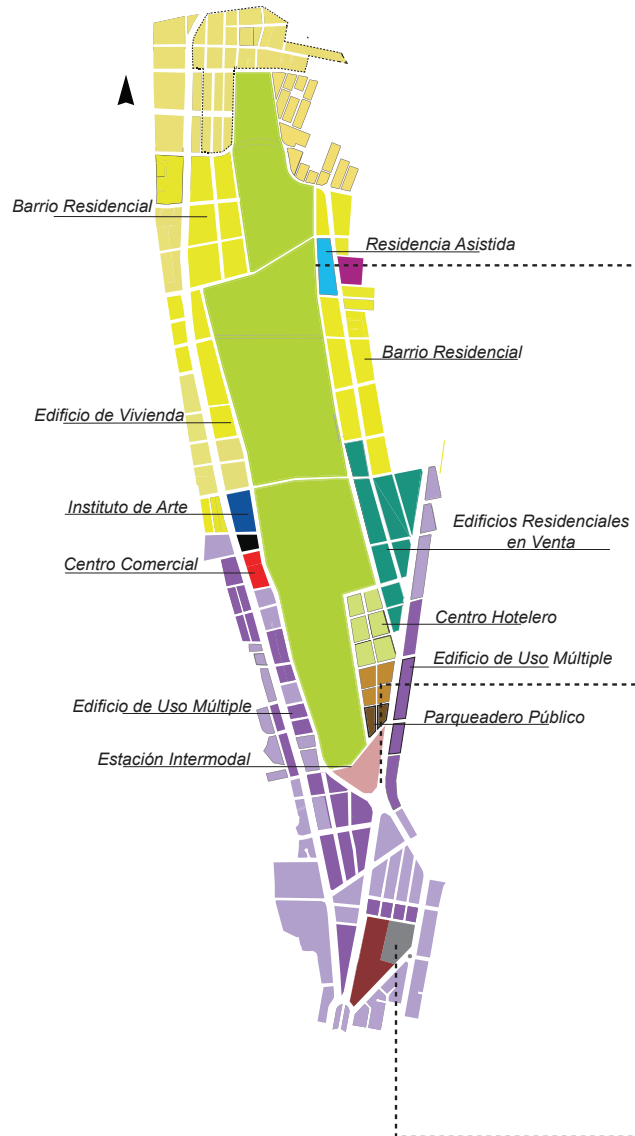 Barrio Residencial
Residencia Asistida
Barrio Residencial
Edificio de Vivienda
Instituto de Arte
Edificios Residenciales
en Venta
Centro Comercial
Centro Hotelero
Edificio de Uso Múltiple
Edificio de Uso Múltiple
Parqueadero Público
Estación Intermodal